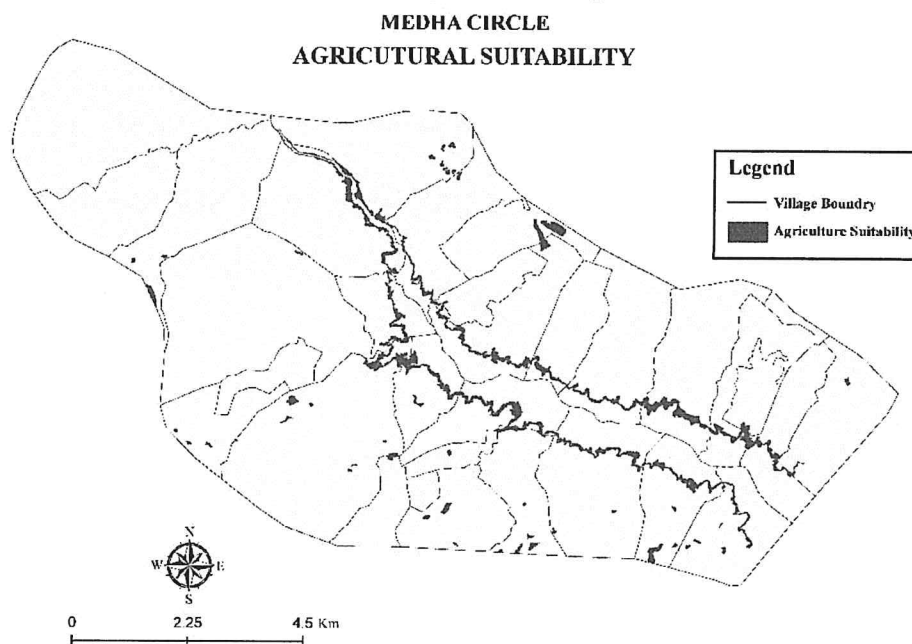 MEDHA CIRCLE
AGRICUTURAL SUITABILITY
Legend
Village Boundry
Agriculture Suitability
N
W E
S
0 2.25 4.5 Km